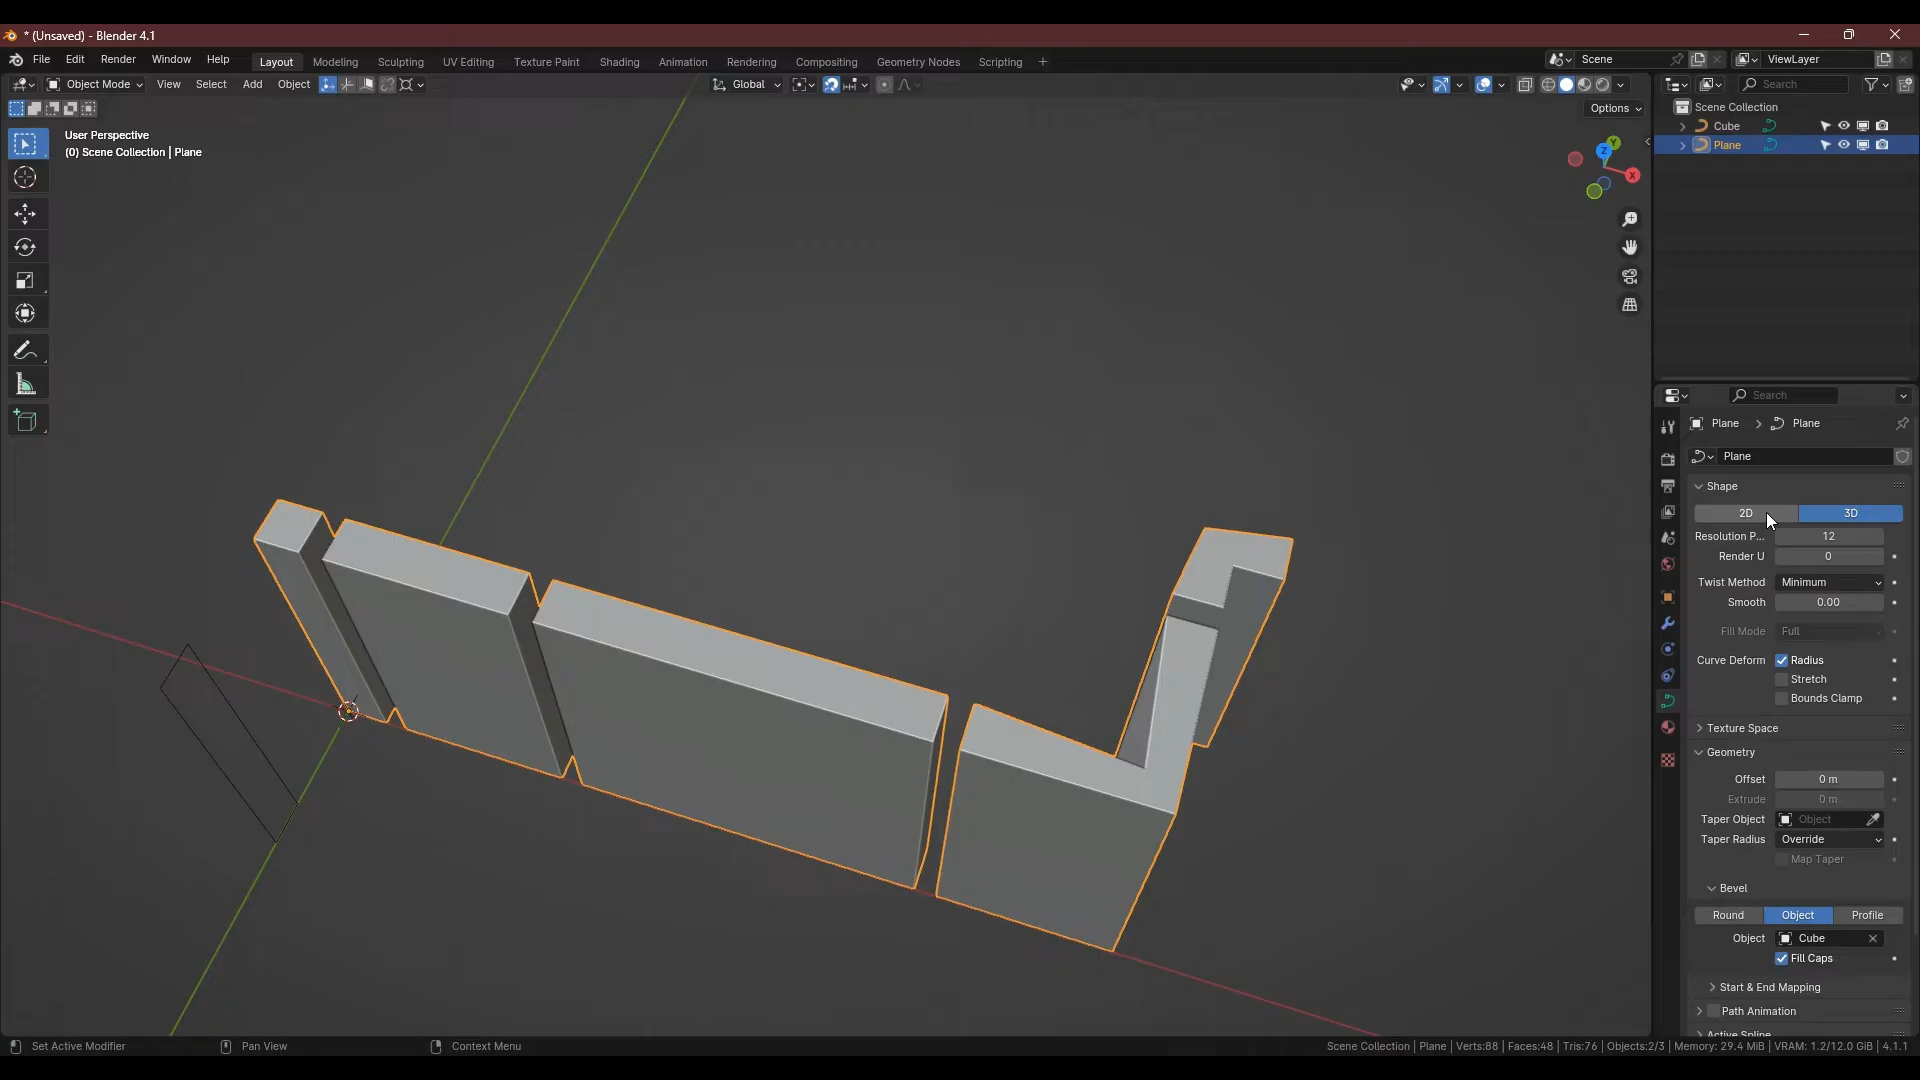 * (Unsaved) - Blender 4.1
File Edit Render Window Help Layout Modeling Sculpting UV Editing Texture Paint Shading Animation Rendering Compositing Geometry Nodes Scripting + Scene ViewLayer
Object Mode View Select Add Object Global Search
Options
User Perspective
(0) Scene Collection | Plane
Z Y X
Scene Collection
Cube
Plane
Search
Plane > Plane
Plane
Shape
2D 3D
Resolution P... 12
Render U 0
Twist Method Minimum
Smooth 0.00
Fill Mode Full
Curve Deform Radius
Stretch
Bounds Clamp
Texture Space
Geometry
Offset 0 m
Extrude 0 m
Taper Object Object
Taper Radius Override
Map Taper
Bevel
Round Object Profile
Object Cube
Fill Caps
Start & End Mapping
Path Animation
Active Spline
Set Active Modifier Pan View Context Menu Scene Collection | Plane | Verts:88 | Faces:48 | Tris:76 | Objects:2/3 | Memory: 29.4 MiB | VRAM: 1.2/12.0 GiB | 4.1.1